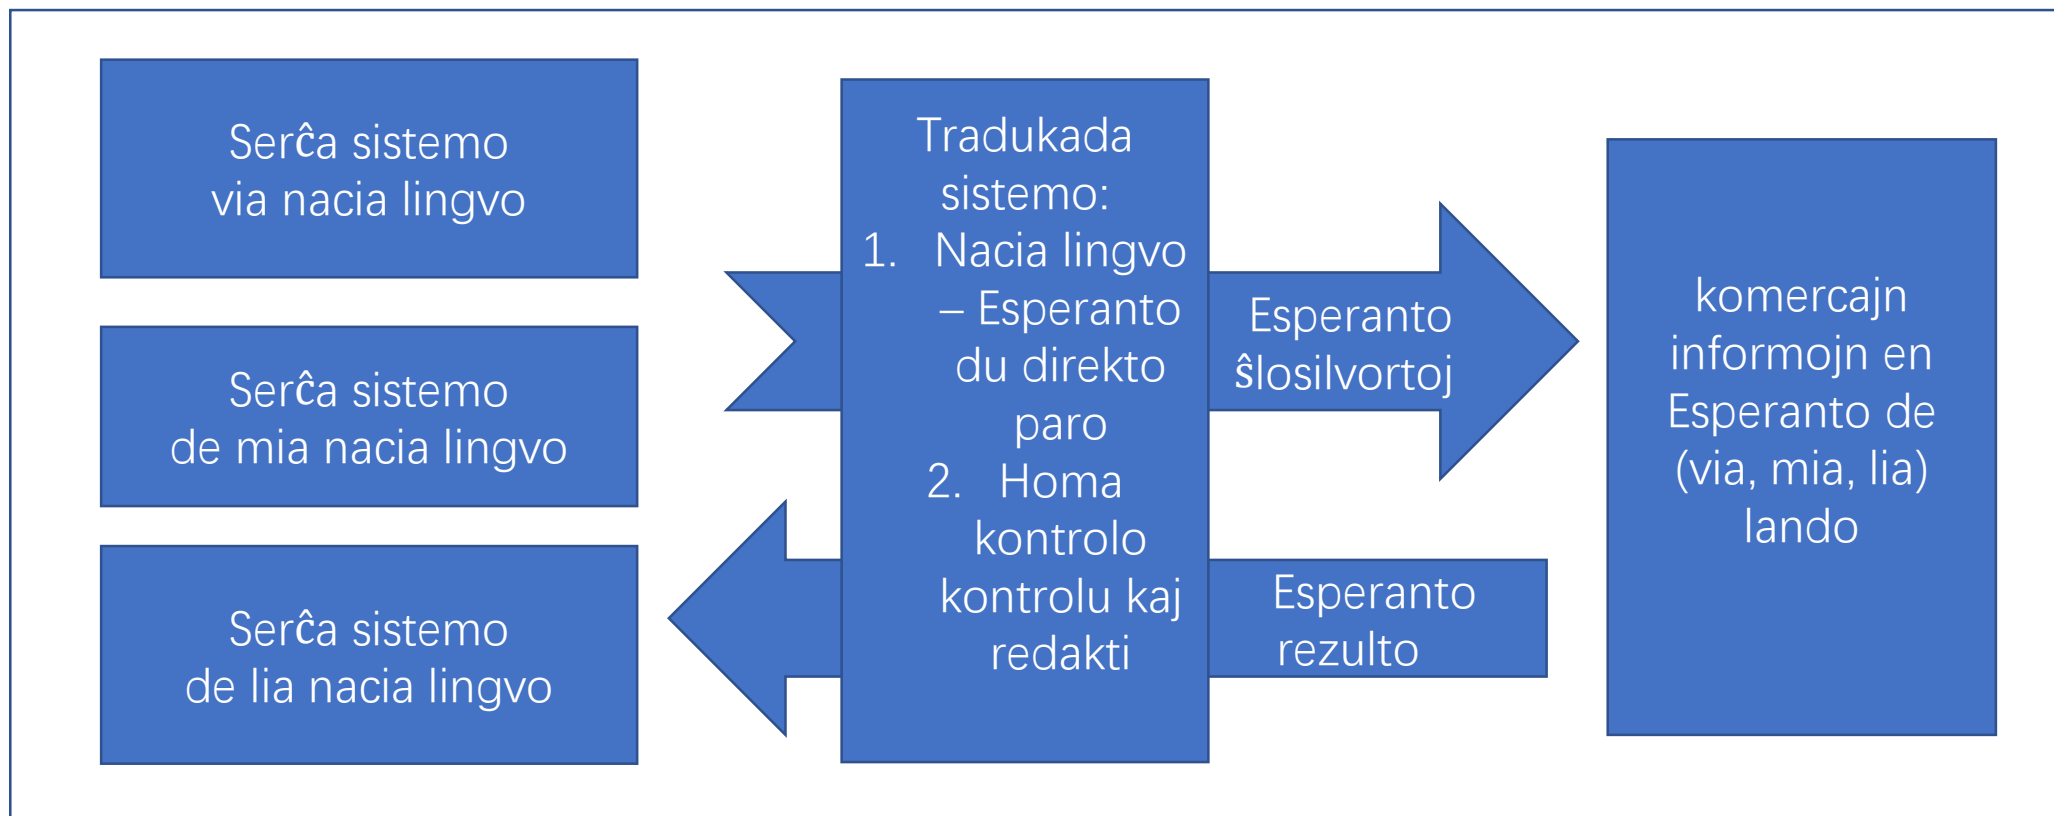 Serĉa sistemo
via nacia lingvo
Serĉa sistemo
de mia nacia lingvo
Serĉa sistemo
de lia nacia lingvo
Tradukada
sistemo:
1. Nacia lingvo
– Esperanto
du direkto
paro
2. Homa
kontrolo
kontrolu kaj
redakti
Esperanto
ŝlosilvortoj
Esperanto
rezulto
komercajn
informojn en
Esperanto de
(via, mia, lia)
lando